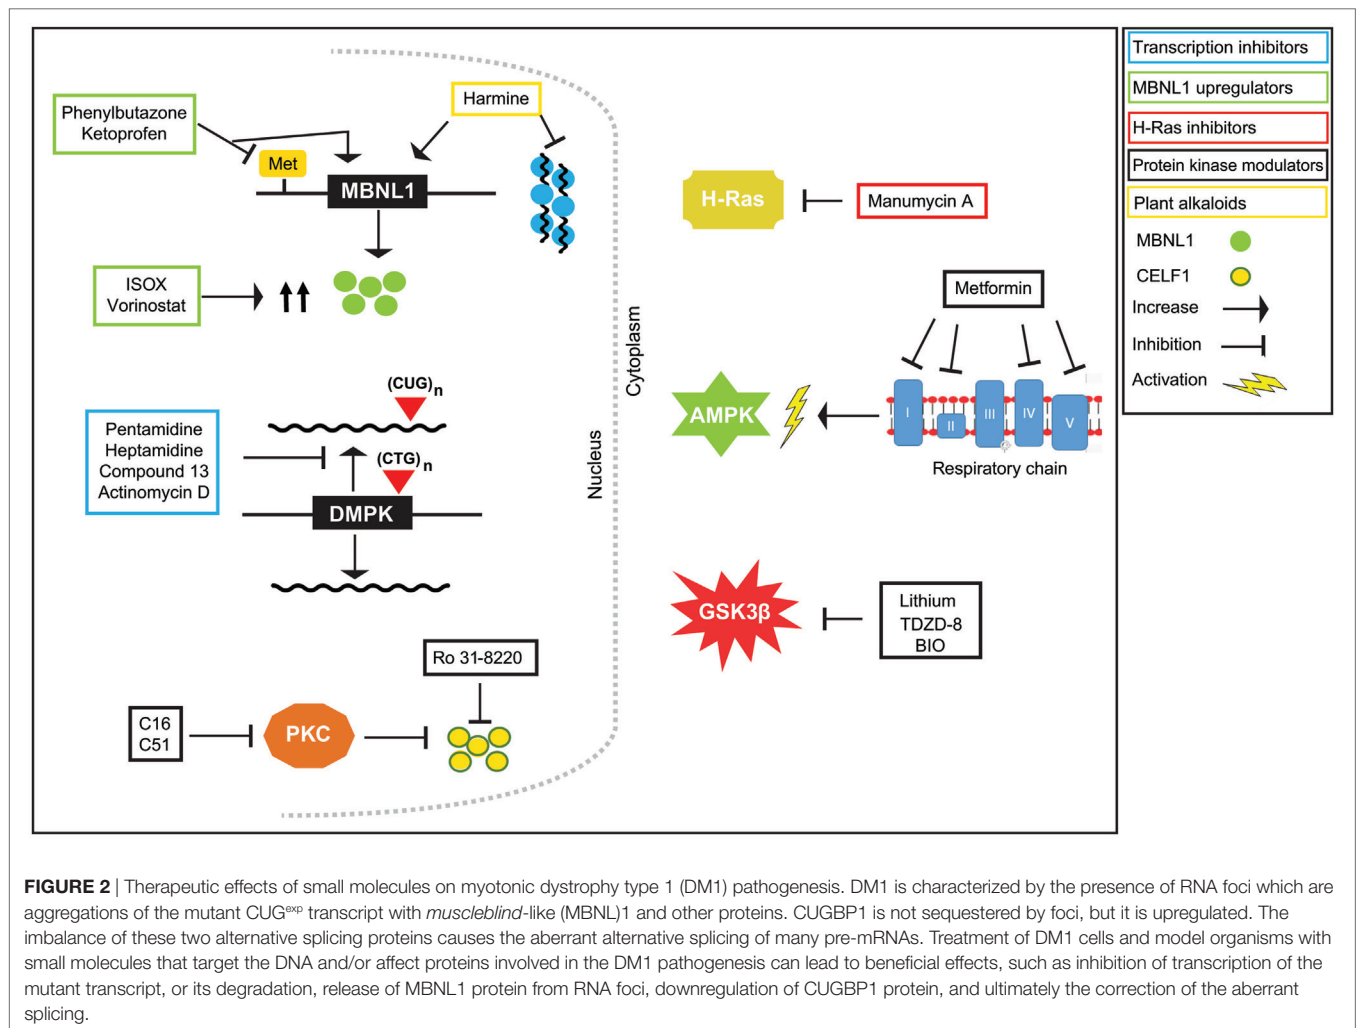 Phenylbutazone
Ketoprofen
Met
MBNL1
Harmine
ISOX
Vorinostat
(CUG)n
Pentamidine
Heptamidine
Compound 13
Actinomycin D
(CTG)n
DMPK
Ro 31-8220
C16
C51
PKC
Nucleus
Cytoplasm
H-Ras
Manumycin A
Metformin
AMPK
I
II
III
IV
V
Respiratory chain
GSK3β
Lithium
TDZD-8
BIO
Transcription inhibitors
MBNL1 upregulators
H-Ras inhibitors
Protein kinase modulators
Plant alkaloids
MBNL1
CELF1
Increase
Inhibition
Activation
FIGURE 2 | Therapeutic effects of small molecules on myotonic dystrophy type 1 (DM1) pathogenesis. DM1 is characterized by the presence of RNA foci which are
aggregations of the mutant CUGexp transcript with muscleblind-like (MBNL)1 and other proteins. CUGBP1 is not sequestered by foci, but it is upregulated. The
imbalance of these two alternative splicing proteins causes the aberrant alternative splicing of many pre-mRNAs. Treatment of DM1 cells and model organisms with
small molecules that target the DNA and/or affect proteins involved in the DM1 pathogenesis can lead to beneficial effects, such as inhibition of transcription of the
mutant transcript, or its degradation, release of MBNL1 protein from RNA foci, downregulation of CUGBP1 protein, and ultimately the correction of the aberrant
splicing.